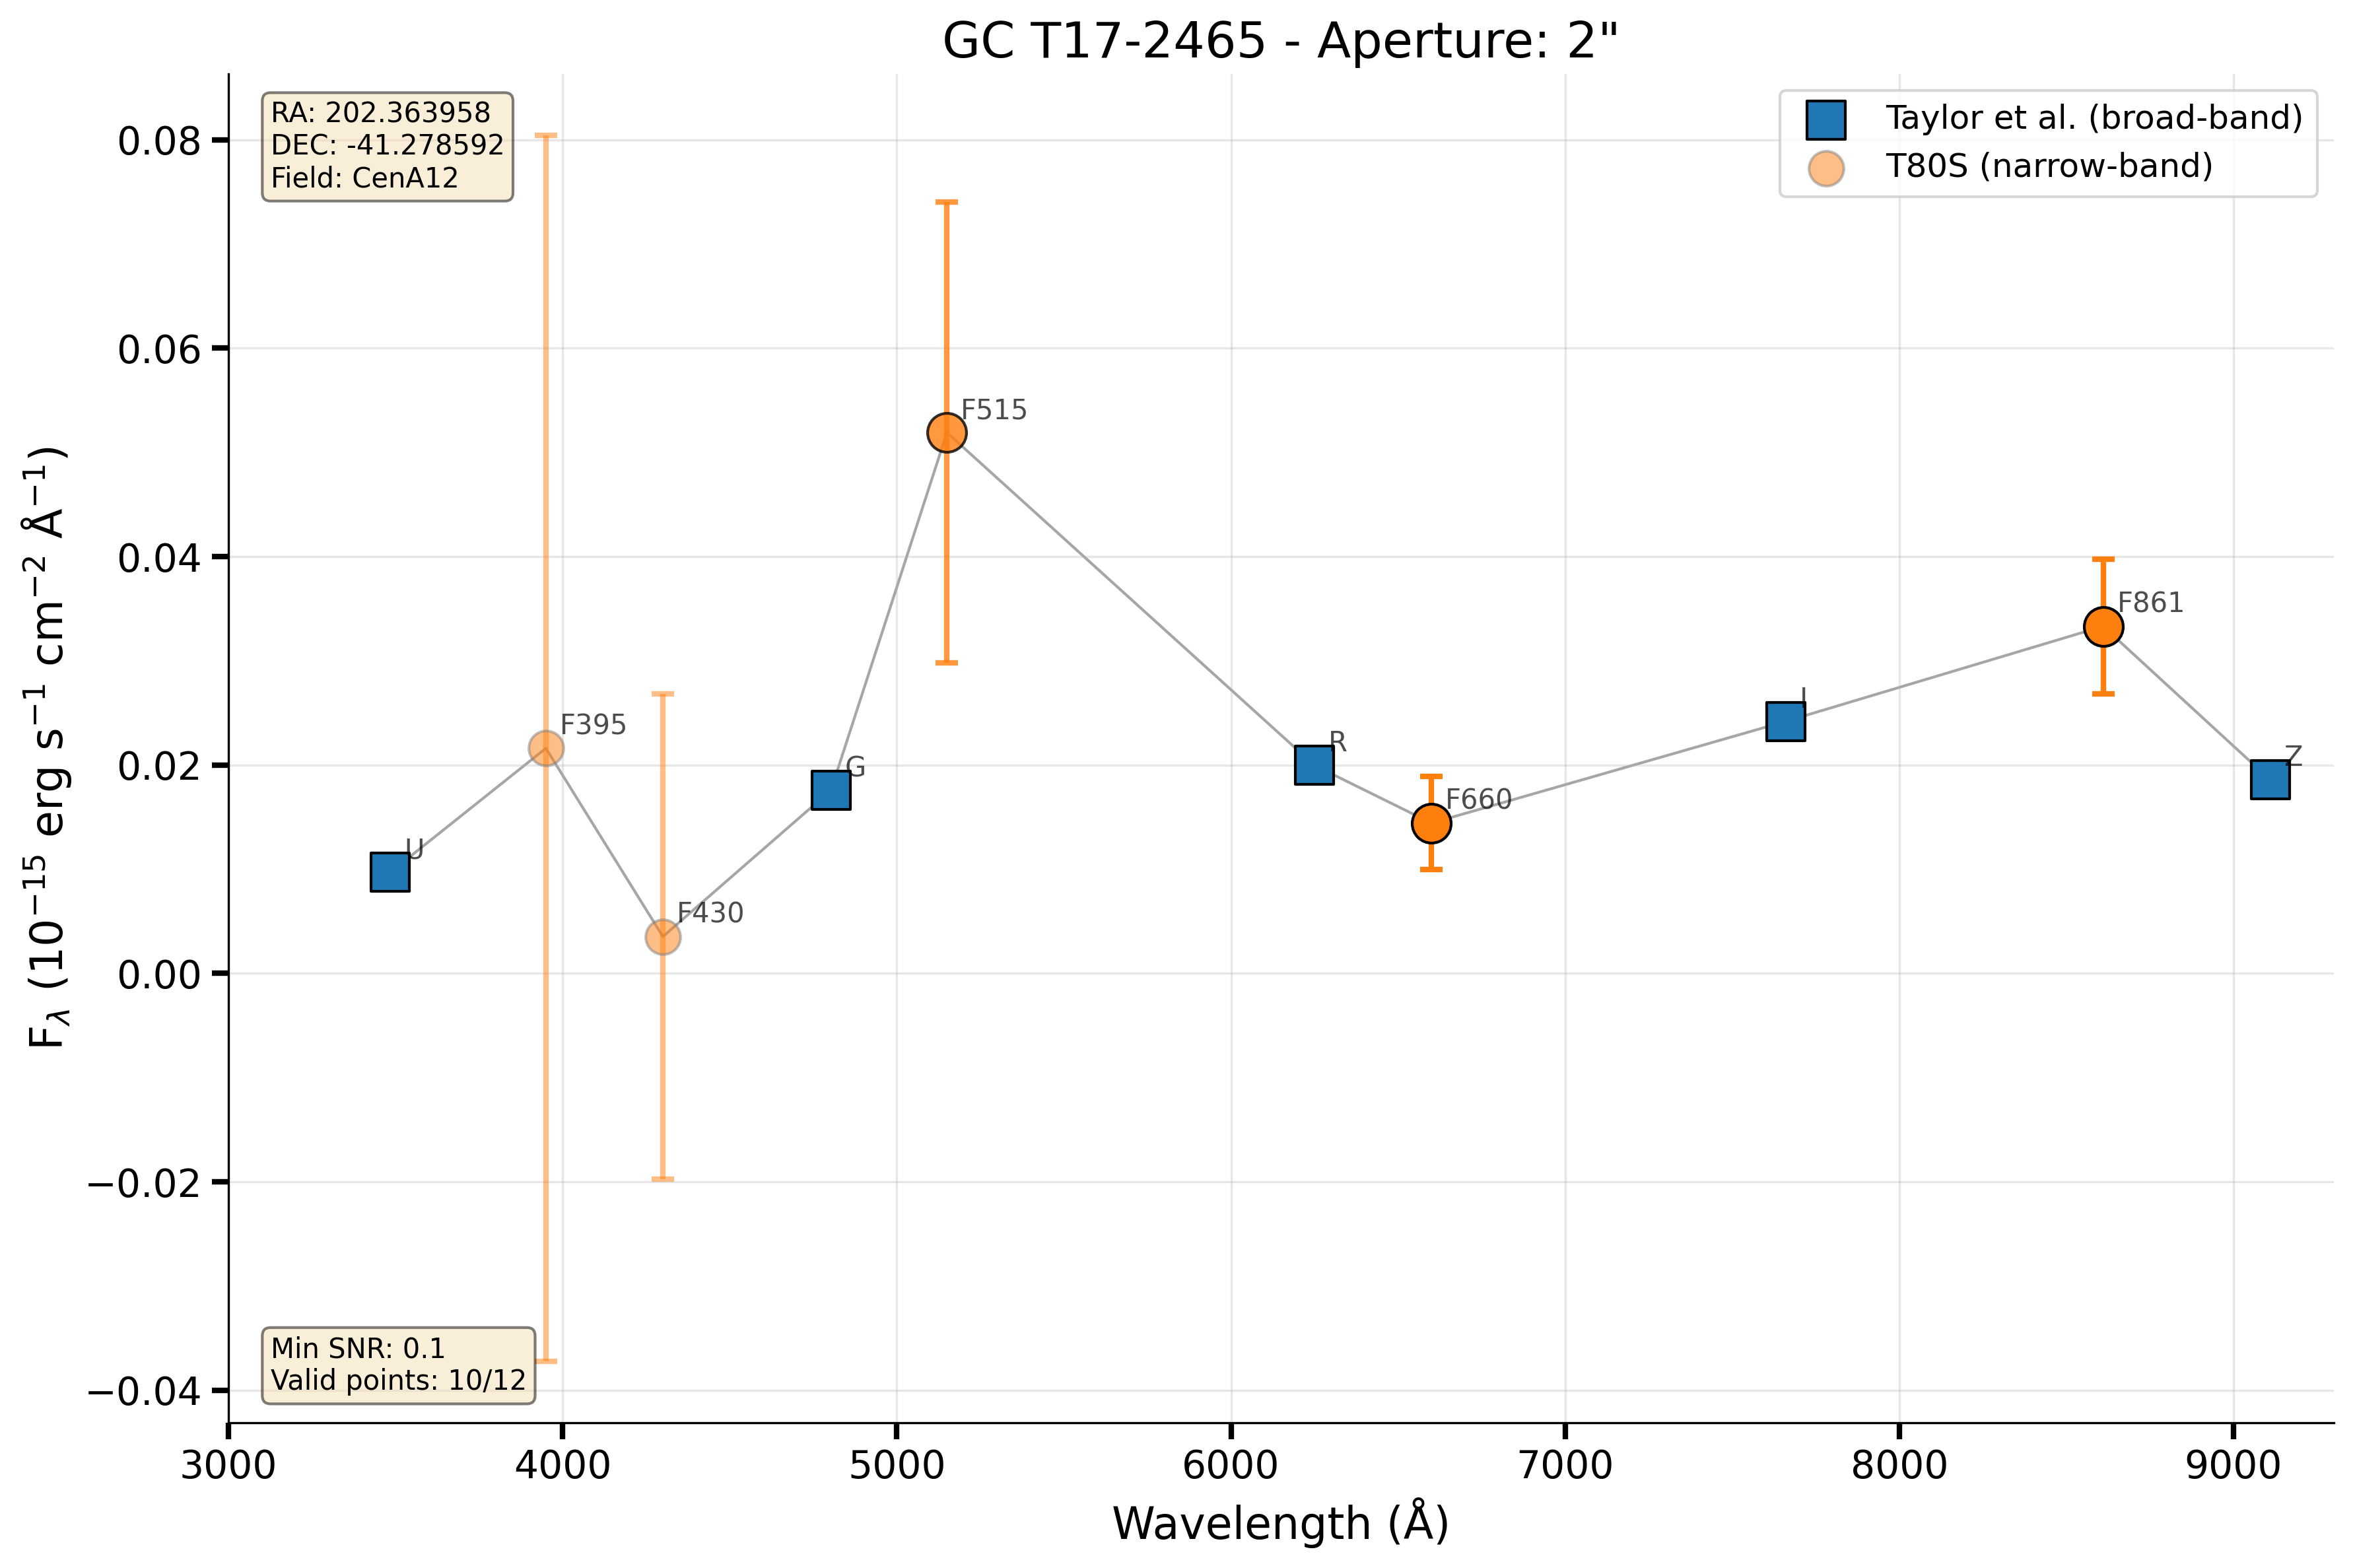 GC T17-2465 - Aperture: 2"
RA: 202.363958
DEC: -41.278592
Field: CenA12
Taylor et al. (broad-band)
T80S (narrow-band)
0.08
0.06
0.04
0.02
0.00
−0.02
−0.04
F_λ (10⁻¹⁵ erg s⁻¹ cm⁻² Å⁻¹)
U
F395
F430
G
F515
R
F660
I
F861
Z
Min SNR: 0.1
Valid points: 10/12
3000 4000 5000 6000 7000 8000 9000
Wavelength (Å)